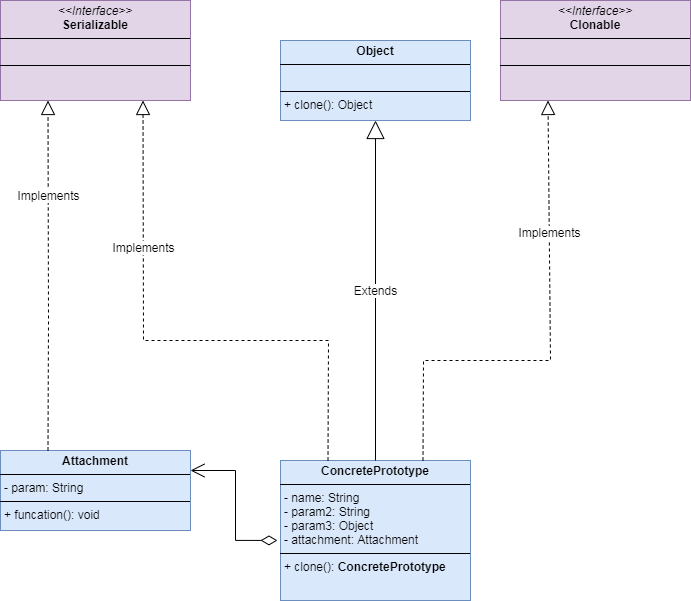 <<Interface>>
Serializable
<<Interface>>
Clonable
Object
+ clone(): Object
Implements
Implements
Implements
Extends
Attachment
- param: String
+ funcation(): void
ConcretePrototype
- name: String
- param2: String
- param3: Object
- attachment: Attachment
+ clone(): ConcretePrototype